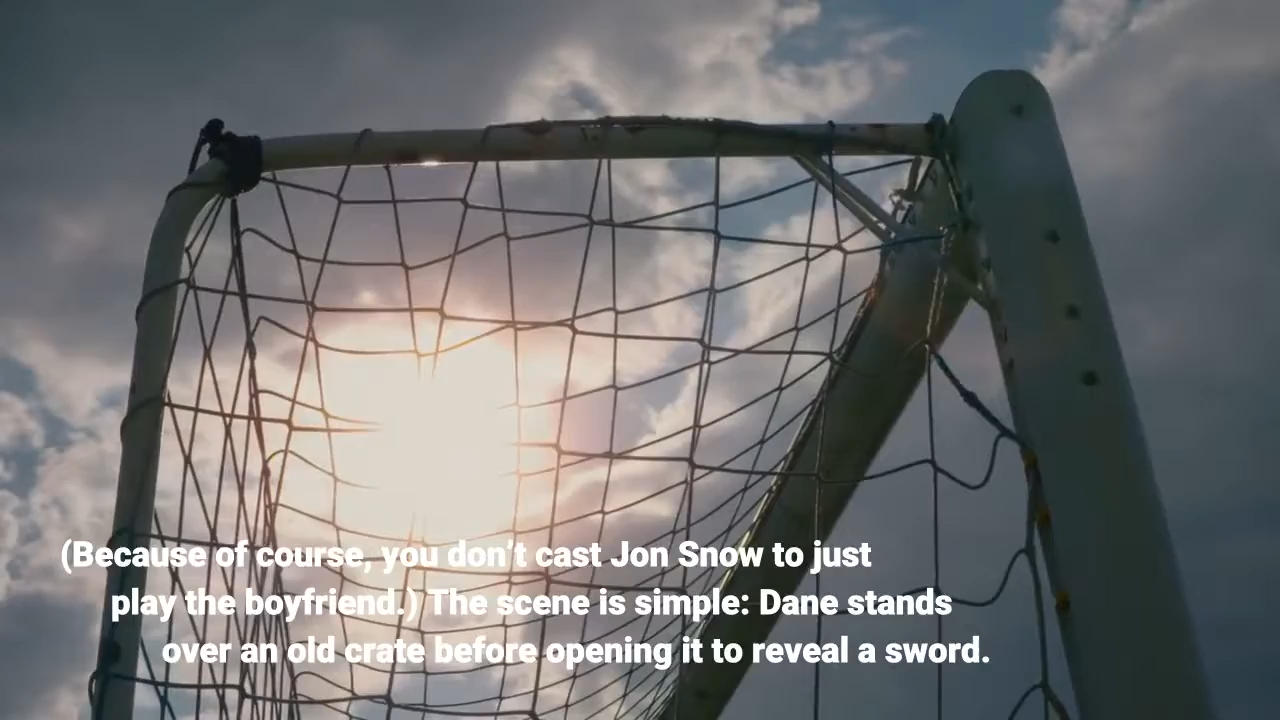 (Because of course, you don't cast Jon Snow to just
play the boyfriend.) The scene is simple: Dane stands
over an old crate before opening it to reveal a sword.